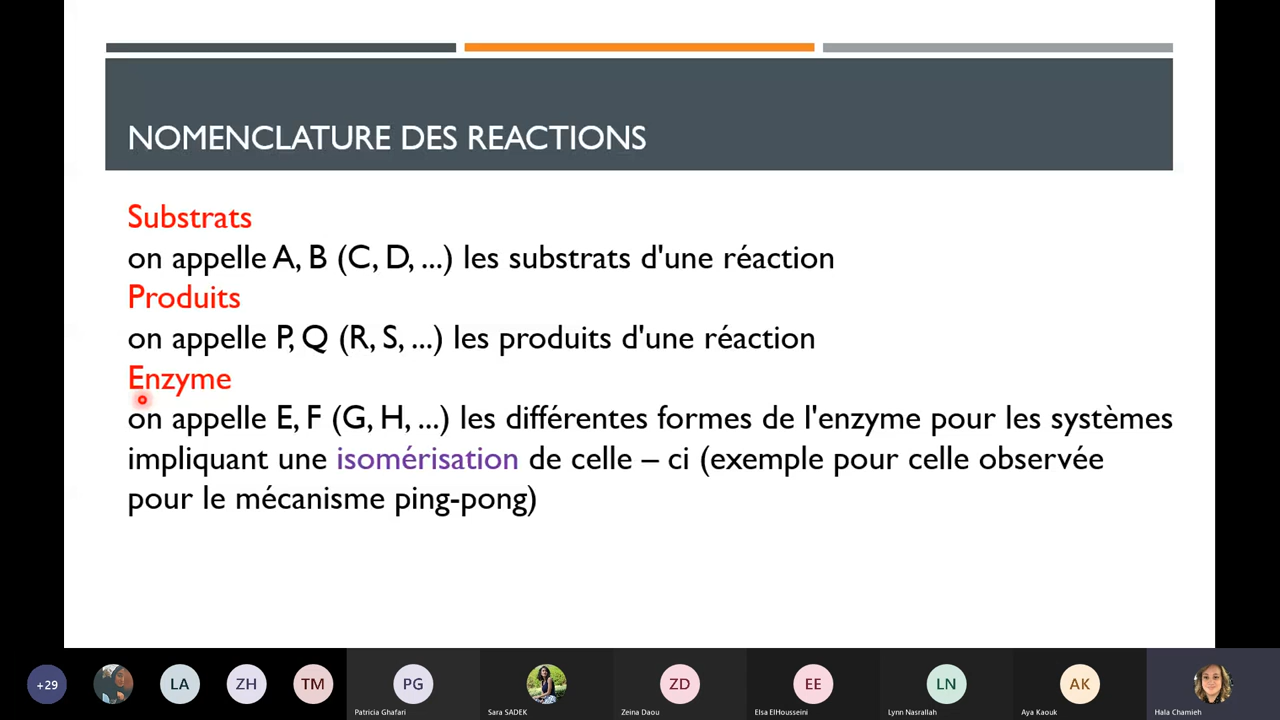 NOMENCLATURE DES REACTIONS
Substrats
on appelle A, B (C, D, ...) les substrats d'une réaction
Produits
on appelle P, Q (R, S, ...) les produits d'une réaction
Enzyme
on appelle E, F (G, H, ...) les différentes formes de l'enzyme pour les systèmes
impliquant une isomérisation de celle – ci (exemple pour celle observée
pour le mécanisme ping-pong)
+29
LA
ZH
TM
PG
ZD
EE
LN
AK
Patricia Ghafari
Sara SADEK
Zeina Daou
Elsa ElHousseini
Lynn Nasrallah
Aya Kaouk
Hala Chamieh